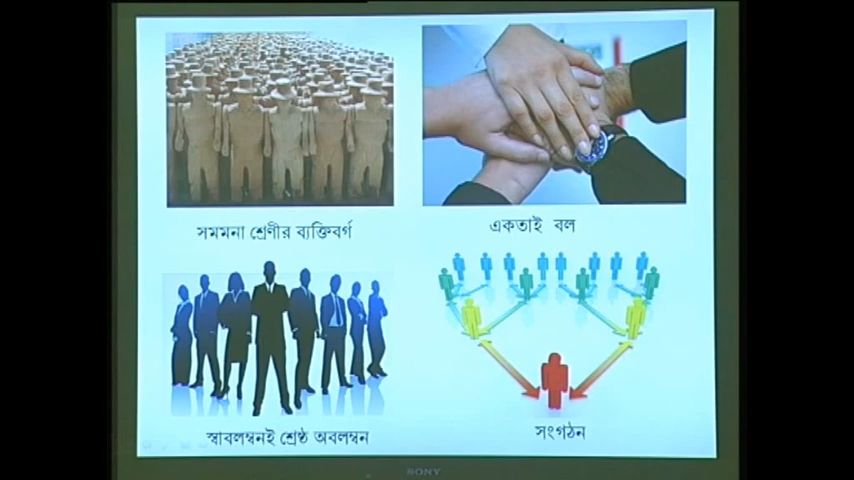 সমমনা শ্রেণীর ব্যক্তিবর্গ
একতাই বল
স্বাবলম্বনই শ্রেষ্ঠ অবলম্বন
সংগঠন
SONY